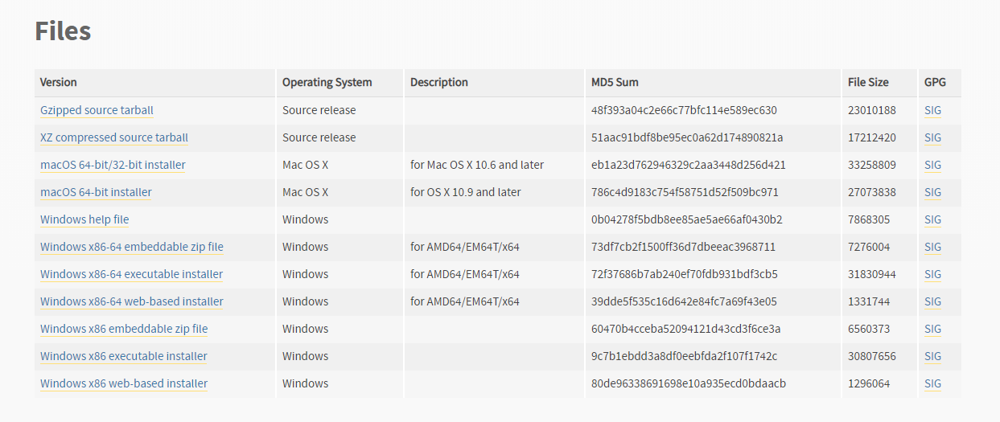 Files
Version Operating System Description MD5 Sum File Size GPG
Gzipped source tarball Source release 48f393a04c2e66c77bfc114e589ec630 23010188 SIG
XZ compressed source tarball Source release 51aac91bdf8be95ec0a62d174890821a 17212420 SIG
macOS 64-bit/32-bit installer Mac OS X for Mac OS X 10.6 and later eb1a23d762946329c2aa3448d256d421 33258809 SIG
macOS 64-bit installer Mac OS X for OS X 10.9 and later 786c4d9183c754f58751d52f509bc971 27073838 SIG
Windows help file Windows 0b04278f5bdb8ee85ae5ae66af0430b2 7868305 SIG
Windows x86-64 embeddable zip file Windows for AMD64/EM64T/x64 73df7cb2f1500ff36d7dbeeac3968711 7276004 SIG
Windows x86-64 executable installer Windows for AMD64/EM64T/x64 72f37686b7ab240ef70fdb931bdf3cb5 31830944 SIG
Windows x86-64 web-based installer Windows for AMD64/EM64T/x64 39dde5f535c16d642e84fc7a69f43e05 1331744 SIG
Windows x86 embeddable zip file Windows 60470b4cceba52094121d43cd3f6ce3a 6560373 SIG
Windows x86 executable installer Windows 9c7b1ebdd3a8df0eebfda2f107f1742c 30807656 SIG
Windows x86 web-based installer Windows 80de96338691698e10a935ecd0bdaacb 1296064 SIG